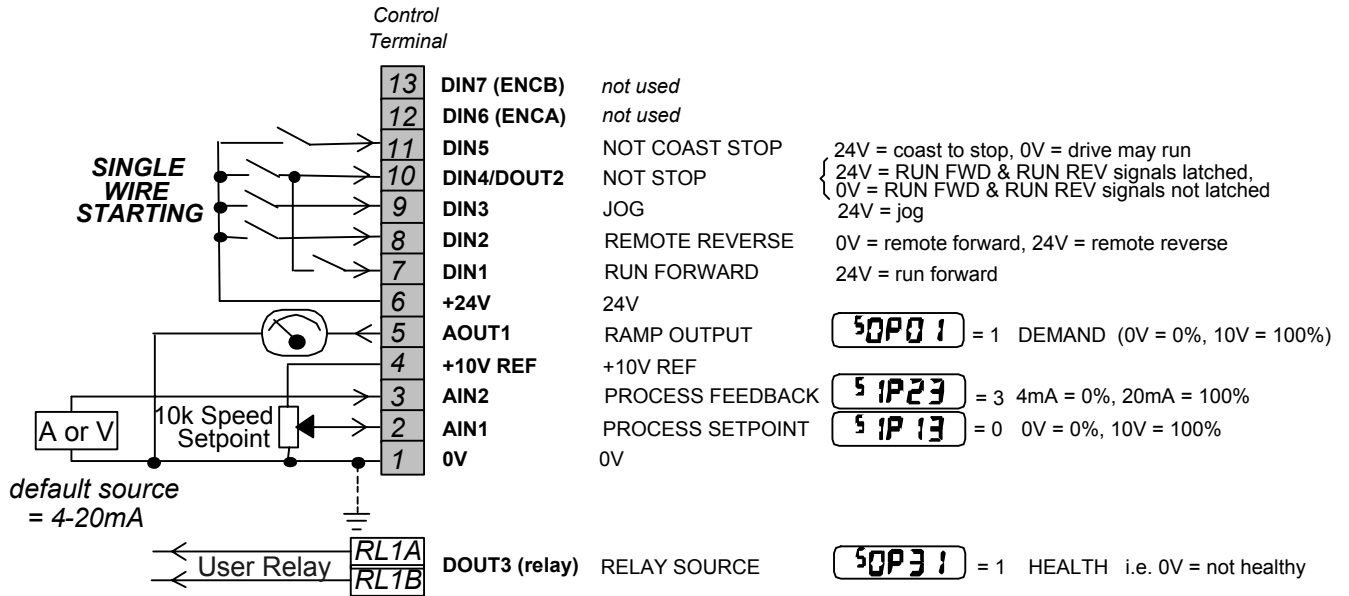 Control
Terminal
13 DIN7 (ENCB) not used
12 DIN6 (ENCA) not used
11 DIN5 NOT COAST STOP 24V = coast to stop, 0V = drive may run
10 DIN4/DOUT2 NOT STOP 24V = RUN FWD & RUN REV signals latched,
0V = RUN FWD & RUN REV signals not latched
SINGLE
WIRE
STARTING
9 DIN3 JOG 24V = jog
8 DIN2 REMOTE REVERSE 0V = remote forward, 24V = remote reverse
7 DIN1 RUN FORWARD 24V = run forward
6 +24V 24V
5 AOUT1 RAMP OUTPUT SOP01 = 1 DEMAND (0V = 0%, 10V = 100%)
4 +10V REF +10V REF
3 AIN2 PROCESS FEEDBACK SIP23 = 3 4mA = 0%, 20mA = 100%
A or V
10k Speed
Setpoint
2 AIN1 PROCESS SETPOINT SIP13 = 0 0V = 0%, 10V = 100%
1 0V 0V
default source
= 4-20mA
User Relay
RL1A
RL1B
DOUT3 (relay) RELAY SOURCE SOP31 = 1 HEALTH i.e. 0V = not healthy